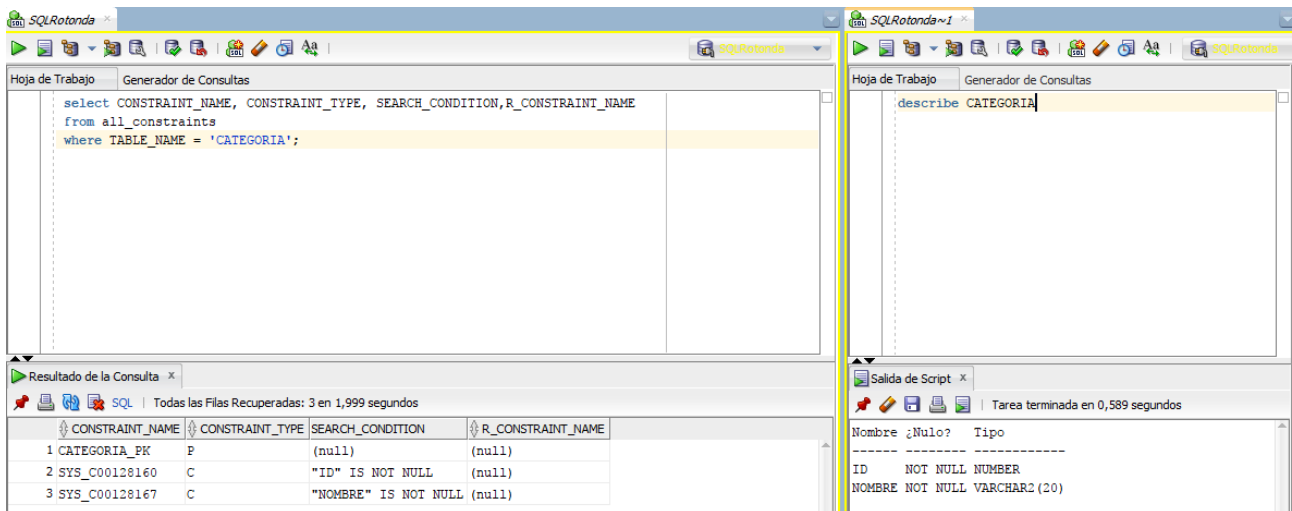 SQLRotonda
SQLRotonda
Hoja de Trabajo Generador de Consultas
select CONSTRAINT_NAME, CONSTRAINT_TYPE, SEARCH_CONDITION,R_CONSTRAINT_NAME
from all_constraints
where TABLE_NAME = 'CATEGORIA';
Resultado de la Consulta x
SQL | Todas las Filas Recuperadas: 3 en 1,999 segundos
CONSTRAINT_NAME CONSTRAINT_TYPE SEARCH_CONDITION R_CONSTRAINT_NAME
1 CATEGORIA_PK P (null) (null)
2 SYS_C00128160 C "ID" IS NOT NULL (null)
3 SYS_C00128167 C "NOMBRE" IS NOT NULL (null)
SQLRotonda~1
SQLRotonda
Hoja de Trabajo Generador de Consultas
describe CATEGORIA
Salida de Script x
Tarea terminada en 0,589 segundos
Nombre ¿Nulo? Tipo
------ -------- ------------
ID NOT NULL NUMBER
NOMBRE NOT NULL VARCHAR2(20)